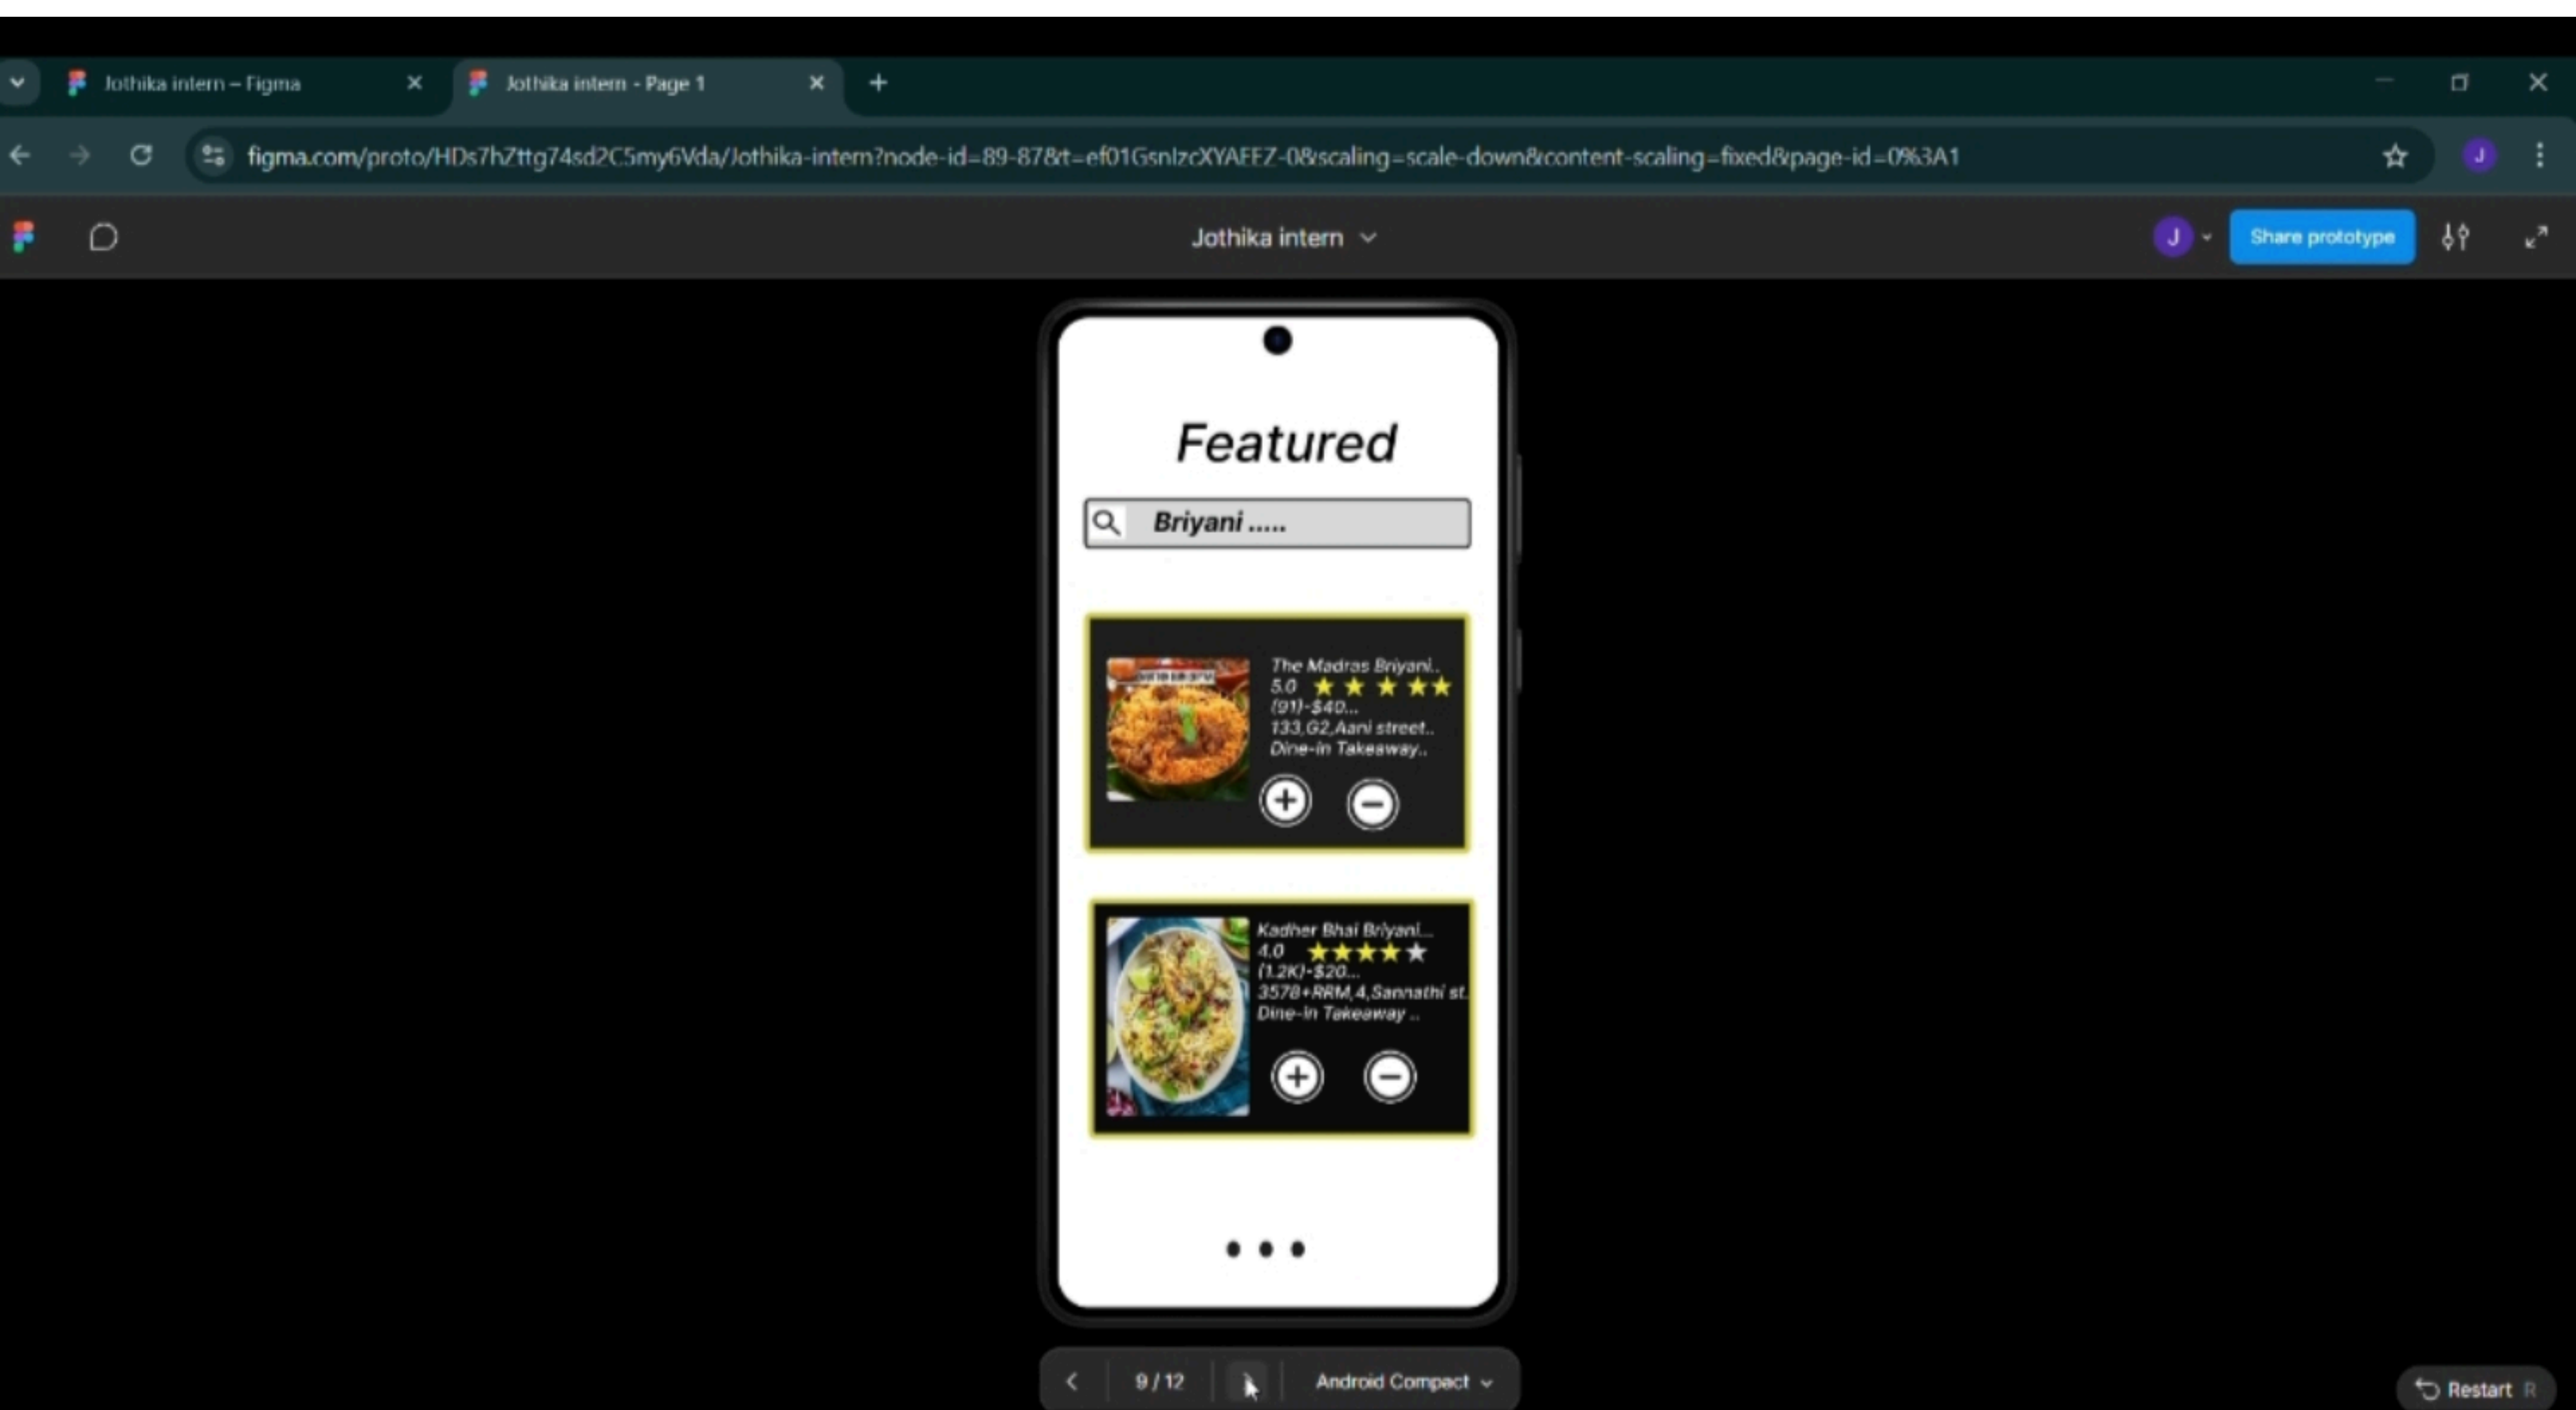 Jothika intern – Figma
Jothika intern - Page 1
figma.com/proto/HDs7hZttg74sd2C5my6Vda/Jothika-intern?node-id=89-87&t=ef01GsnIzcXYAEEZ-0&scaling=scale-down&content-scaling=fixed&page-id=0%3A1
J
Jothika intern
J
Share prototype
Featured
Briyani .....
The Madras Briyani..
5.0
(91)-$40...
133,G2,Aani street..
Dine-in Takeaway..
Kadher Bhai Briyani...
4.0
(1.2K)-$20...
3578+RRM,4,Sannathi st.
Dine-in Takeaway ..
9 / 12
Android Compact
Restart R